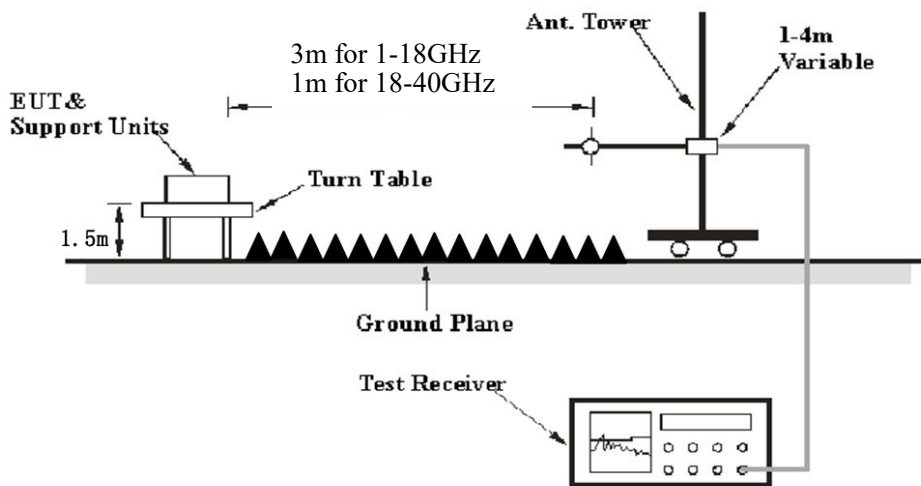 3m for 1-18GHz
1m for 18-40GHz
Ant. Tower
1-4m
Variable
EUT&
Support Units
Turn Table
1.5m
Ground Plane
Test Receiver